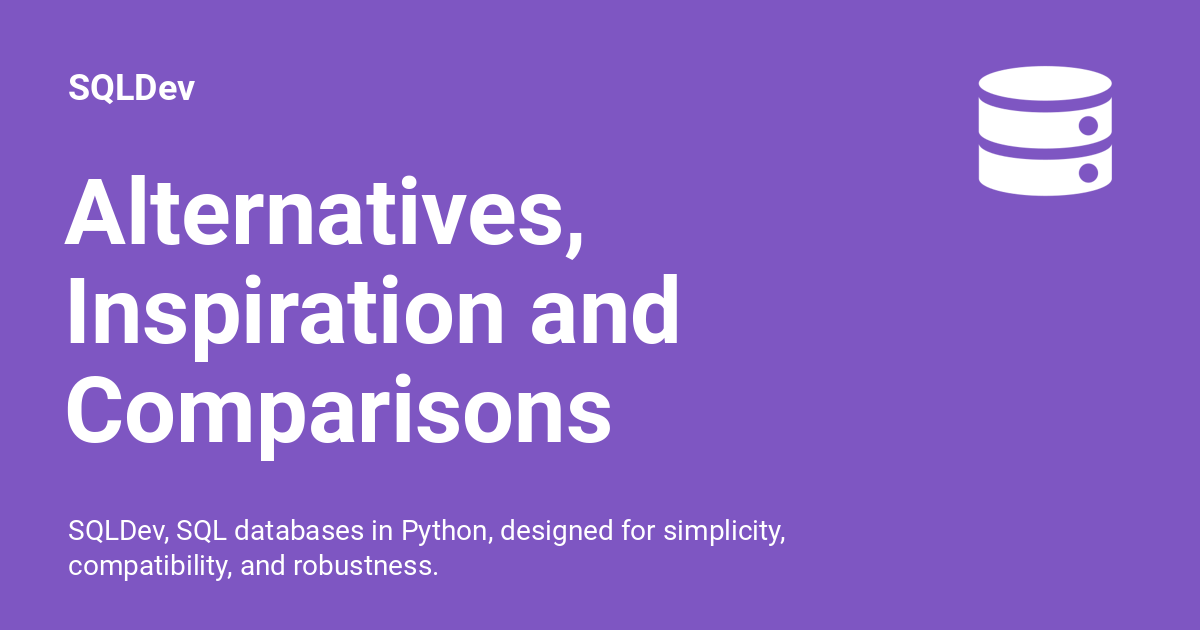 SQLDev
Alternatives,
Inspiration and
Comparisons
SQLDev, SQL databases in Python, designed for simplicity,
compatibility, and robustness.